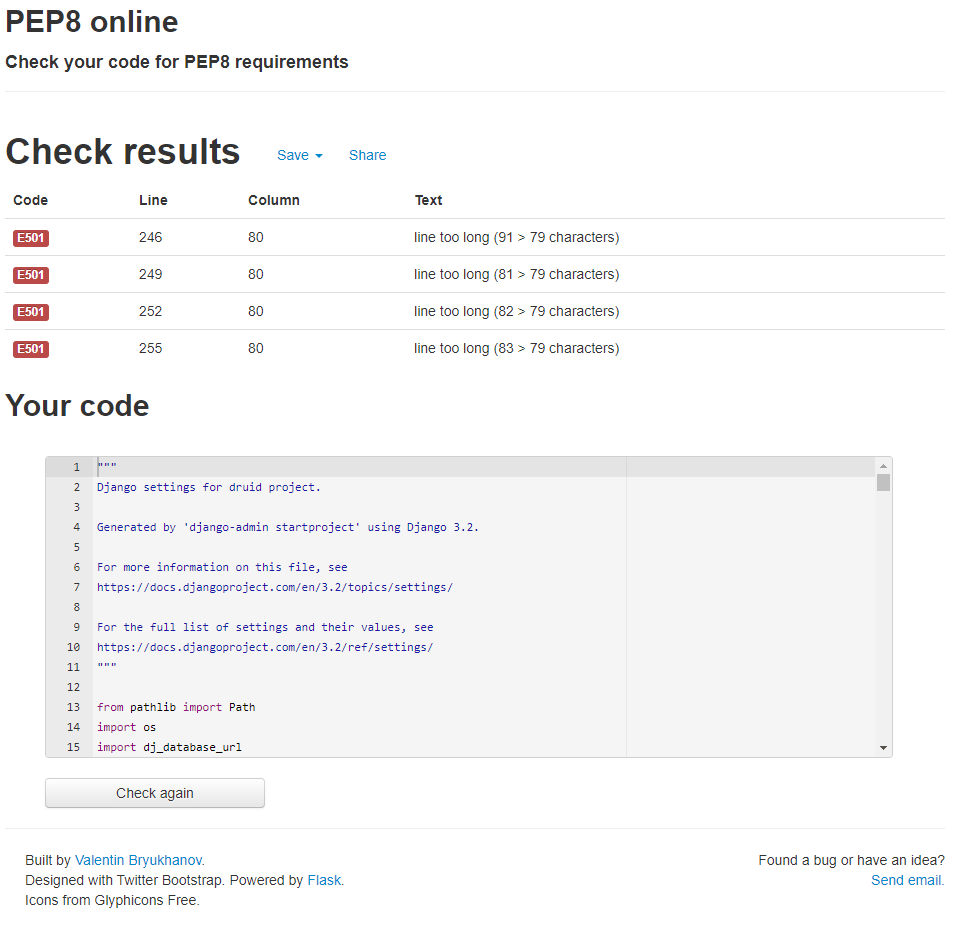 PEP8 online
Check your code for PEP8 requirements
Check results Save Share
Code Line Column Text
E501 246 80 line too long (91 > 79 characters)
E501 249 80 line too long (81 > 79 characters)
E501 252 80 line too long (82 > 79 characters)
E501 255 80 line too long (83 > 79 characters)
Your code
1 """
2 Django settings for druid project.
3
4 Generated by 'django-admin startproject' using Django 3.2.
5
6 For more information on this file, see
7 https://docs.djangoproject.com/en/3.2/topics/settings/
8
9 For the full list of settings and their values, see
10 https://docs.djangoproject.com/en/3.2/ref/settings/
11 """
12
13 from pathlib import Path
14 import os
15 import dj_database_url
Check again
Built by Valentin Bryukhanov. Found a bug or have an idea?
Designed with Twitter Bootstrap. Powered by Flask. Send email.
Icons from Glyphicons Free.